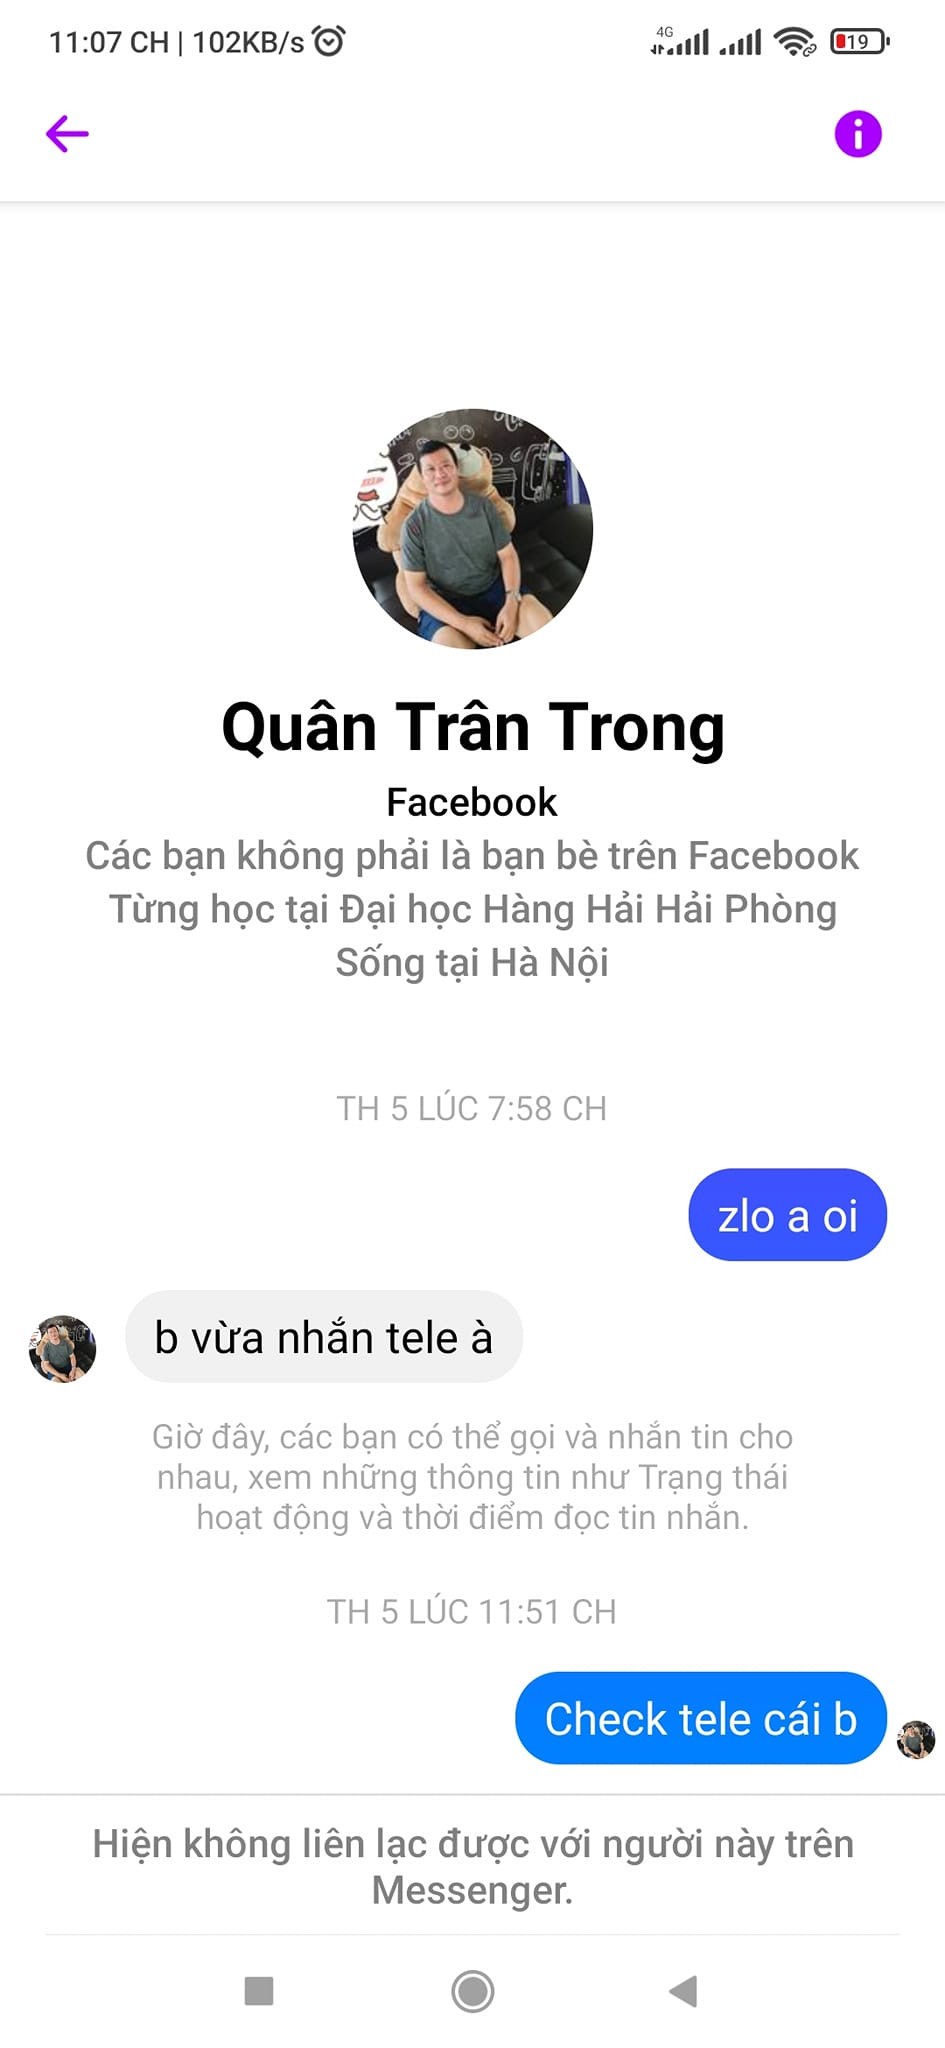 11:07 CH | 102KB/s
4G
19
Quân Trân Trong
Facebook
Các bạn không phải là bạn bè trên Facebook
Từng học tại Đại học Hàng Hải Hải Phòng
Sống tại Hà Nội
TH 5 LÚC 7:58 CH
zlo a oi
b vừa nhắn tele à
Giờ đây, các bạn có thể gọi và nhắn tin cho
nhau, xem những thông tin như Trạng thái
hoạt động và thời điểm đọc tin nhắn.
TH 5 LÚC 11:51 CH
Check tele cái b
Hiện không liên lạc được với người này trên
Messenger.